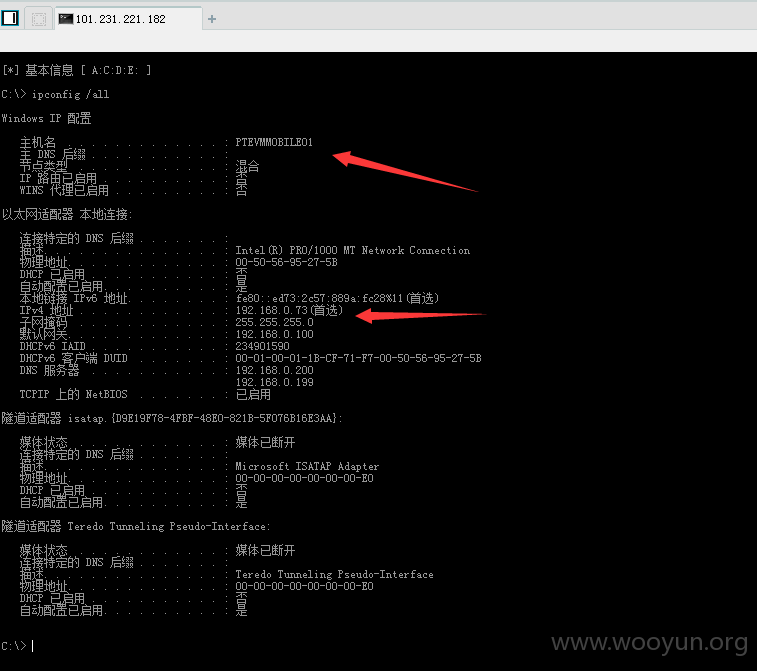 101.231.221.182
[*] 基本信息 [ A:C:D:E: ]
C:\> ipconfig /all
Windows IP 配置
主机名 . . . . . . . . . . . . . : PTEVMMOBILE01
主 DNS 后缀 . . . . . . . . . . . :
节点类型 . . . . . . . . . . . . : 混合
IP 路由已启用 . . . . . . . . . . : 否
WINS 代理已启用 . . . . . . . . . : 否
以太网适配器 本地连接:
连接特定的 DNS 后缀 . . . . . . . :
描述. . . . . . . . . . . . . . . : Intel(R) PRO/1000 MT Network Connection
物理地址. . . . . . . . . . . . . : 00-50-56-95-27-5B
DHCP 已启用 . . . . . . . . . . . : 否
自动配置已启用. . . . . . . . . . : 是
本地链接 IPv6 地址. . . . . . . . : fe80::ed73:2c57:889a:fc28%11(首选)
IPv4 地址 . . . . . . . . . . . . : 192.168.0.73(首选)
子网掩码 . . . . . . . . . . . . : 255.255.255.0
默认网关. . . . . . . . . . . . . : 192.168.0.100
DHCPv6 IAID . . . . . . . . . . . : 234901590
DHCPv6 客户端 DUID . . . . . . . : 00-01-00-01-1B-CF-71-F7-00-50-56-95-27-5B
DNS 服务器 . . . . . . . . . . . : 192.168.0.200
192.168.0.199
TCPIP 上的 NetBIOS . . . . . . . : 已启用
隧道适配器 isatap.{D9E19F78-4FBF-48E0-821B-5F076B16E3AA}:
媒体状态 . . . . . . . . . . . . : 媒体已断开
连接特定的 DNS 后缀 . . . . . . . :
描述. . . . . . . . . . . . . . . : Microsoft ISATAP Adapter
物理地址. . . . . . . . . . . . . : 00-00-00-00-00-00-00-E0
DHCP 已启用 . . . . . . . . . . . : 否
自动配置已启用. . . . . . . . . . : 是
隧道适配器 Teredo Tunneling Pseudo-Interface:
媒体状态 . . . . . . . . . . . . : 媒体已断开
连接特定的 DNS 后缀 . . . . . . . :
描述. . . . . . . . . . . . . . . : Teredo Tunneling Pseudo-Interface
物理地址. . . . . . . . . . . . . : 00-00-00-00-00-00-00-E0
DHCP 已启用 . . . . . . . . . . . : 否
自动配置已启用. . . . . . . . . . : 是
C:\>
www.wooyun.org